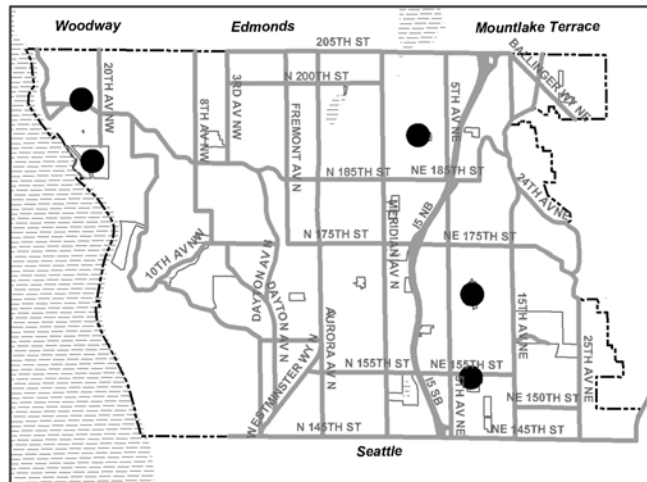 Woodway Edmonds Mountlake Terrace
205TH ST
BALLINGER WY NE
N 200TH ST
20TH AV NW
8TH AV NW
3RD AV NW
FREMONT AV N
5TH AV NE
N 185TH ST
NE 185TH ST
24TH AV NE
I5 NB
MERIDIAN AV N
N 175TH ST
NE 175TH ST
10TH AV NW
DAYTON AV N
DAYTON AV N
AURORA AV N
15TH AV NE
25TH AV NE
WESTMINSTER WY N
N 155TH ST
NE 155TH ST
I5 SB
5TH AV NE
NE 150TH ST
N 145TH ST
NE 145TH ST
Seattle